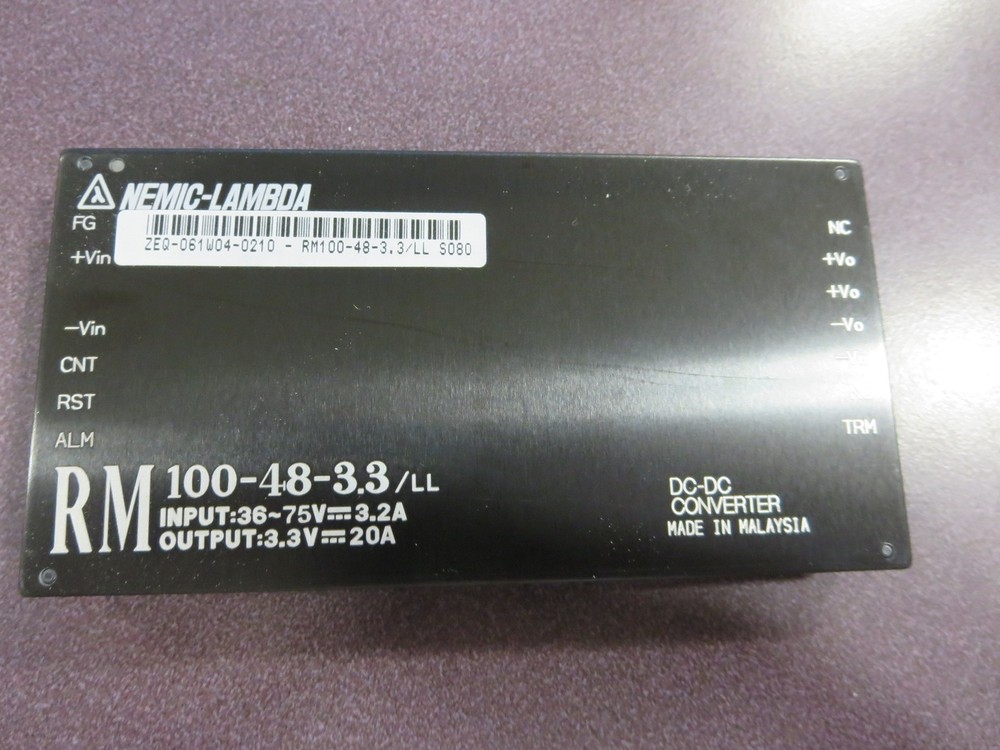 NEMIC-LAMBDA
FG
ZEQ-061W04-0210 - RM100-48-3.3/LL S080
+Vin
-Vin
CNT
RST
ALM
NC
+Vo
+Vo
-Vo
TRM
RM 100-48-3.3/LL
INPUT:36~75V⎓3.2A
OUTPUT:3.3V⎓20A
DC-DC
CONVERTER
MADE IN MALAYSIA